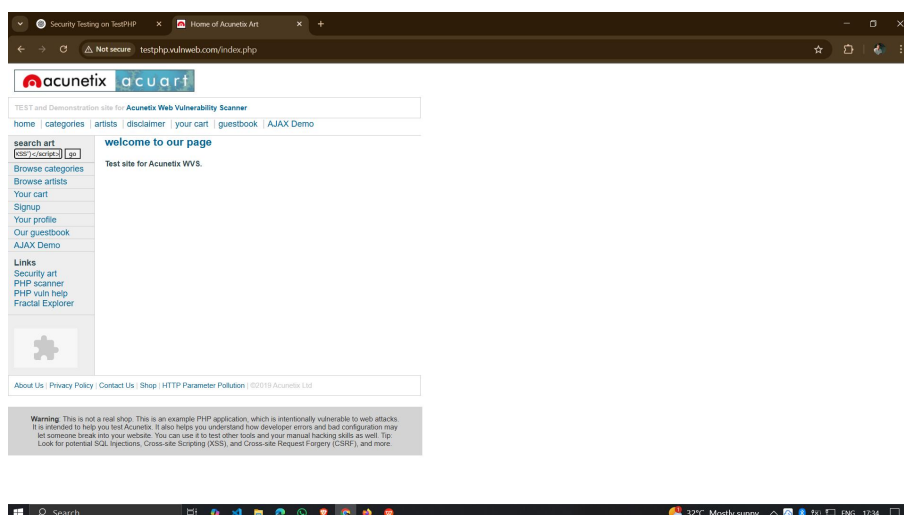 Security Testing on TestPHP
Home of Acunetix Art
Not secure testphp.vulnweb.com/index.php
acunetix acuart
TEST and Demonstration site for Acunetix Web Vulnerability Scanner
home | categories | artists | disclaimer | your cart | guestbook | AJAX Demo
search art
XSS')</script> go
Browse categories
Browse artists
Your cart
Signup
Your profile
Our guestbook
AJAX Demo
Links
Security art
PHP scanner
PHP vuln help
Fractal Explorer
welcome to our page
Test site for Acunetix WVS.
About Us | Privacy Policy | Contact Us | Shop | HTTP Parameter Pollution | ©2019 Acunetix Ltd
Warning: This is not a real shop. This is an example PHP application, which is intentionally vulnerable to web attacks.
It is intended to help you test Acunetix. It also helps you understand how developer errors and bad configuration may
let someone break into your website. You can use it to test other tools and your manual hacking skills as well. Tip:
Look for potential SQL Injections, Cross-site Scripting (XSS), and Cross-site Request Forgery (CSRF), and more.
Search
32°C Mostly sunny ENG 17:34